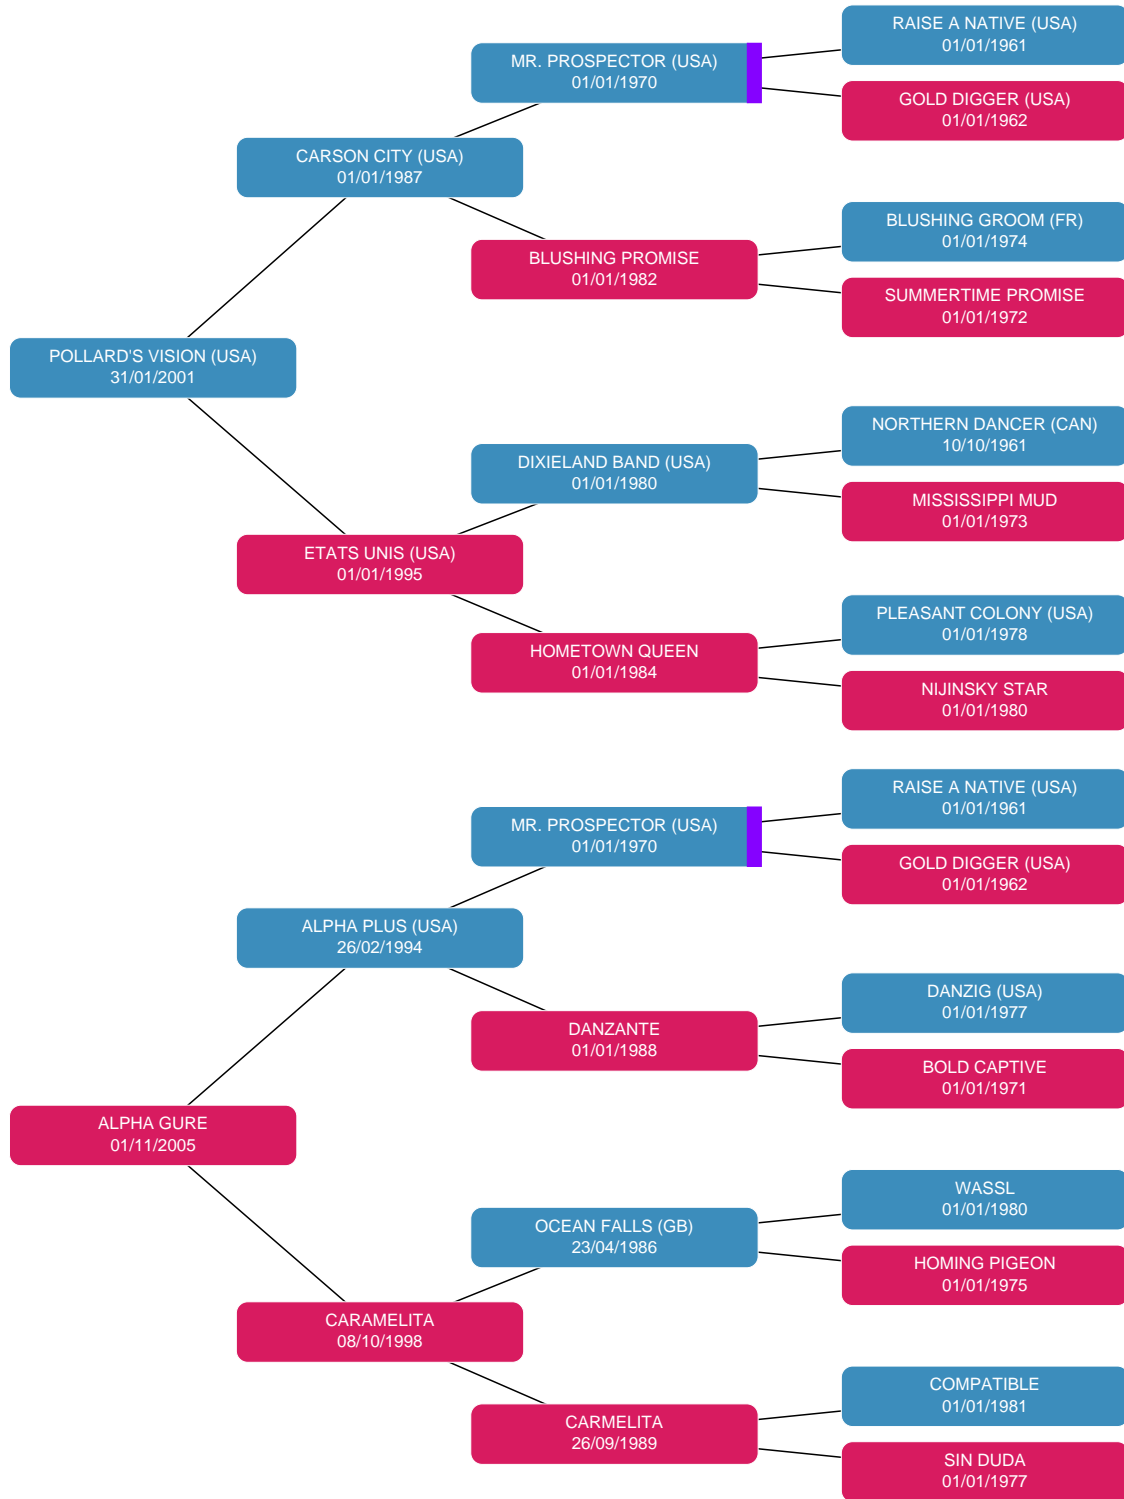 RAISE A NATIVE (USA)
01/01/1961
MR. PROSPECTOR (USA)
01/01/1970
GOLD DIGGER (USA)
01/01/1962
CARSON CITY (USA)
01/01/1987
BLUSHING GROOM (FR)
01/01/1974
BLUSHING PROMISE
01/01/1982
SUMMERTIME PROMISE
01/01/1972
POLLARD'S VISION (USA)
31/01/2001
NORTHERN DANCER (CAN)
10/10/1961
DIXIELAND BAND (USA)
01/01/1980
MISSISSIPPI MUD
01/01/1973
ETATS UNIS (USA)
01/01/1995
PLEASANT COLONY (USA)
01/01/1978
HOMETOWN QUEEN
01/01/1984
NIJINSKY STAR
01/01/1980
RAISE A NATIVE (USA)
01/01/1961
MR. PROSPECTOR (USA)
01/01/1970
GOLD DIGGER (USA)
01/01/1962
ALPHA PLUS (USA)
26/02/1994
DANZIG (USA)
01/01/1977
DANZANTE
01/01/1988
BOLD CAPTIVE
01/01/1971
ALPHA GURE
01/11/2005
WASSL
01/01/1980
OCEAN FALLS (GB)
23/04/1986
HOMING PIGEON
01/01/1975
CARAMELITA
08/10/1998
COMPATIBLE
01/01/1981
CARMELITA
26/09/1989
SIN DUDA
01/01/1977